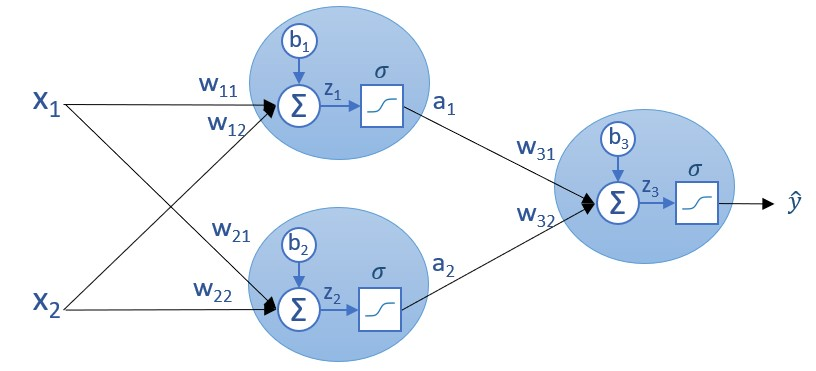 x₁
w₁₁
w₁₂
b₁
Σ
z₁
σ
a₁
x₂
w₂₁
w₂₂
b₂
Σ
z₂
σ
a₂
w₃₁
w₃₂
b₃
Σ
z₃
σ
ŷ